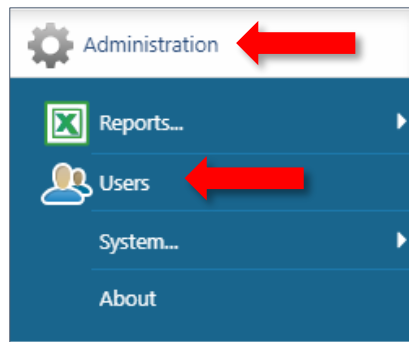 Administration
Reports...
Users
System...
About